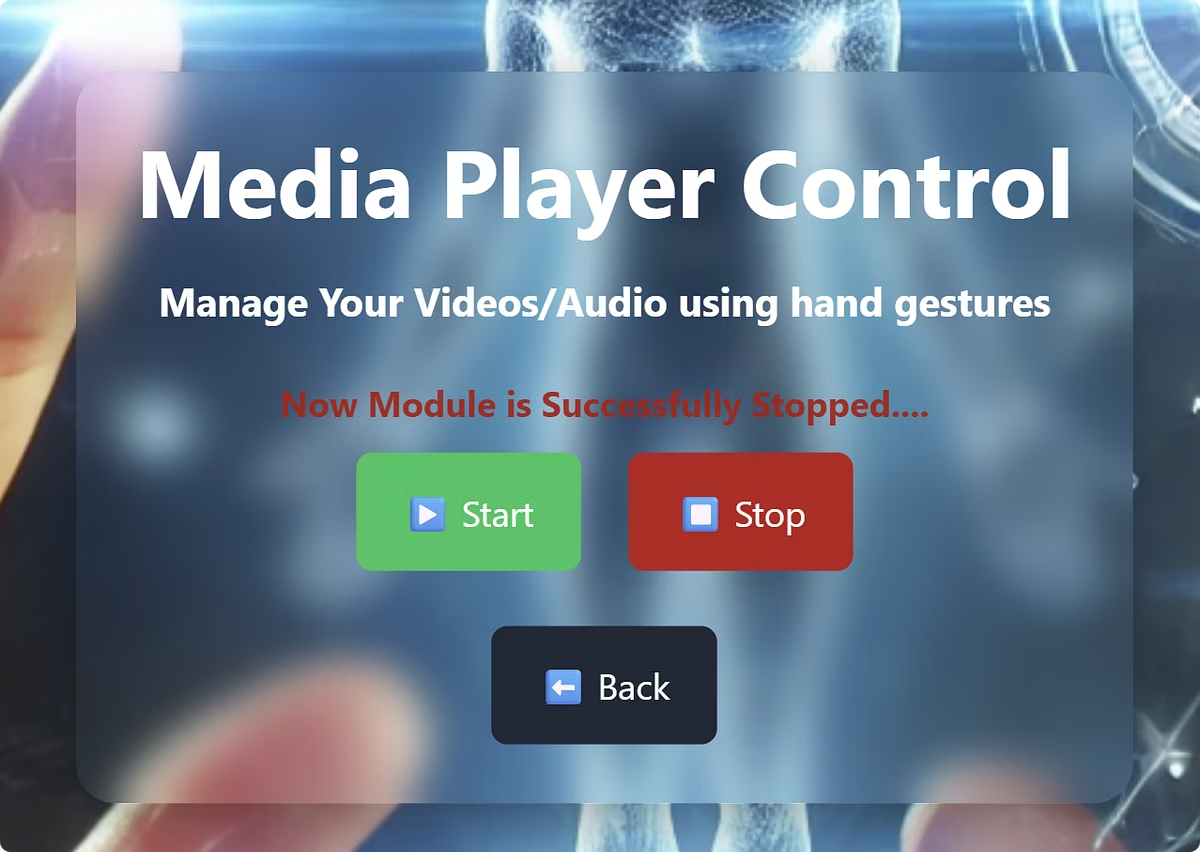 Media Player Control
Manage Your Videos/Audio using hand gestures
Now Module is Successfully Stopped....
▶️ Start
⏹️ Stop
⬅️ Back